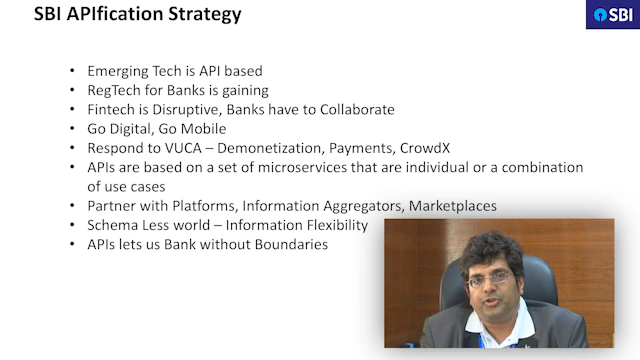 SBI APIfication Strategy
SBI
• Emerging Tech is API based
• RegTech for Banks is gaining
• Fintech is Disruptive, Banks have to Collaborate
• Go Digital, Go Mobile
• Respond to VUCA – Demonetization, Payments, CrowdX
• APIs are based on a set of microservices that are individual or a combination
of use cases
• Partner with Platforms, Information Aggregators, Marketplaces
• Schema Less world – Information Flexibility
• APIs lets us Bank without Boundaries